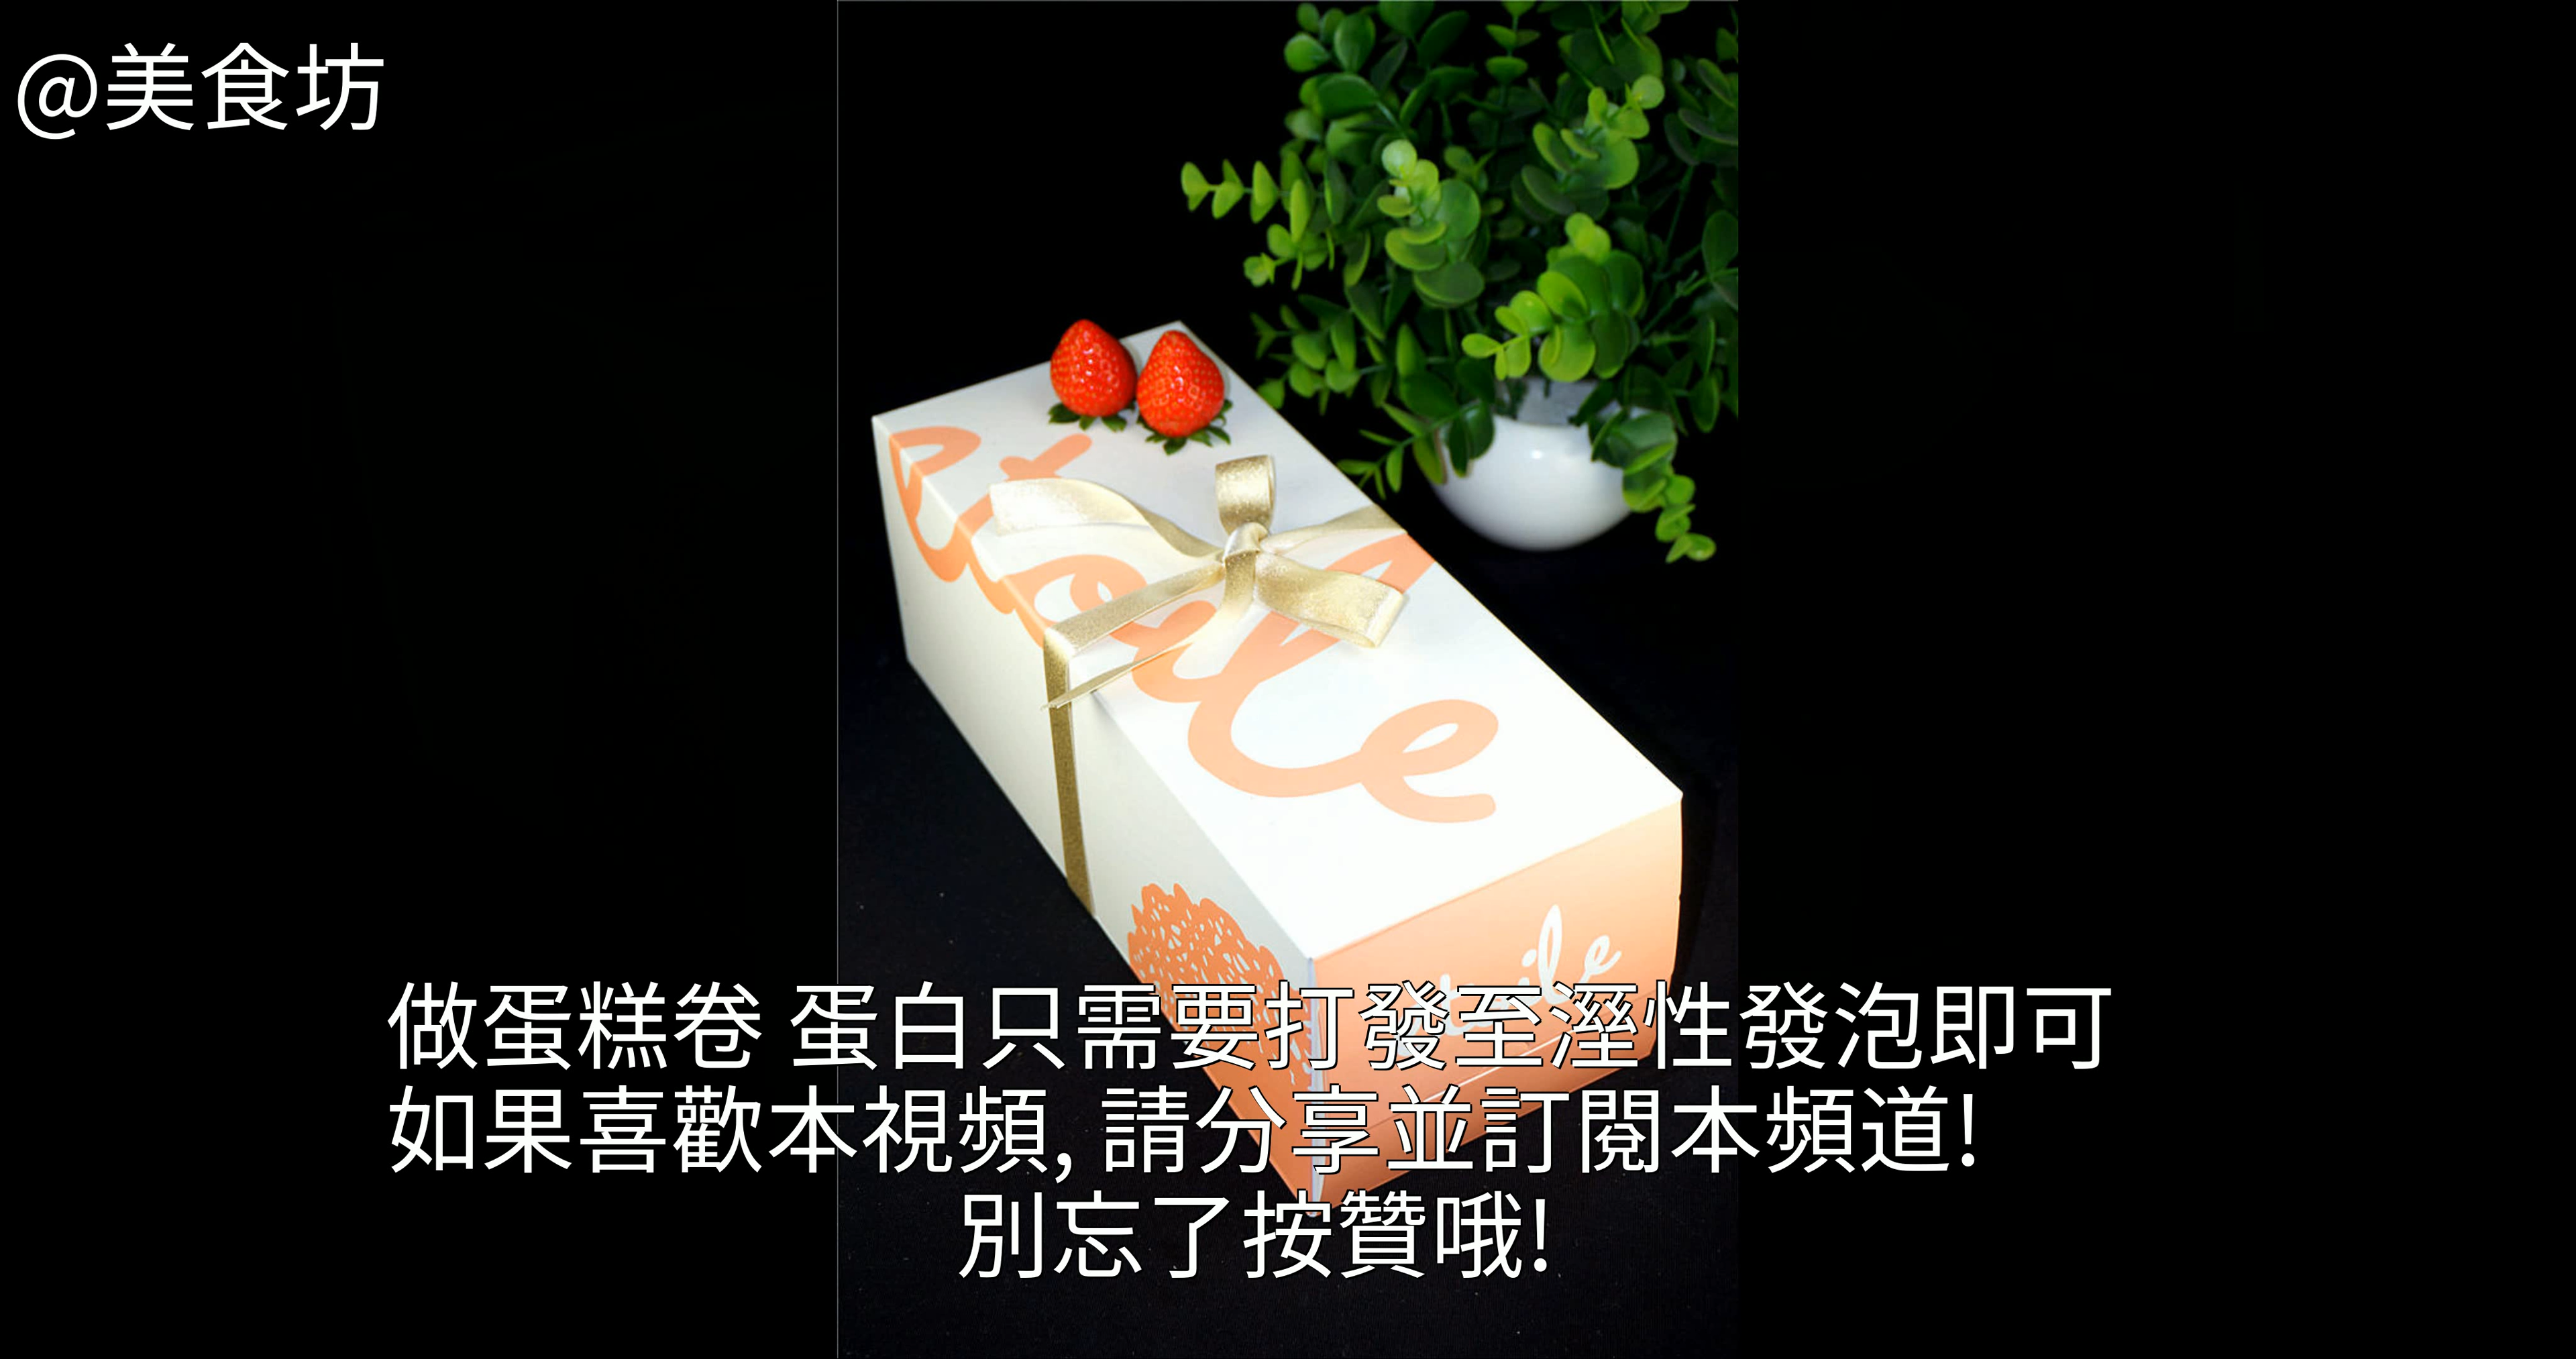 @美食坊
etoile
etoile
做蛋糕卷 蛋白只需要打發至溼性發泡即可
如果喜歡本視頻, 請分享並訂閱本頻道!
別忘了按贊哦!